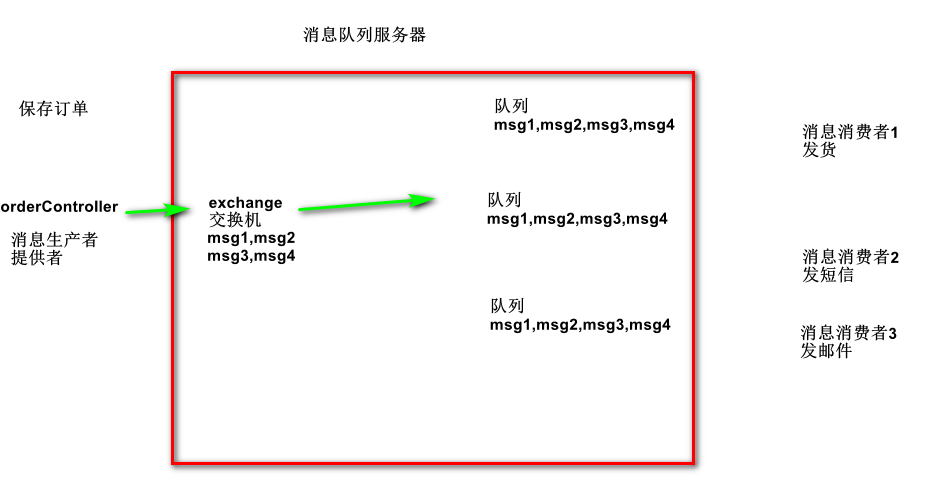 消息队列服务器
保存订单
orderController
消息生产者
提供者
exchange
交换机
msg1,msg2
msg3,msg4
队列
msg1,msg2,msg3,msg4
队列
msg1,msg2,msg3,msg4
队列
msg1,msg2,msg3,msg4
消息消费者1
发货
消息消费者2
发短信
消息消费者3
发邮件